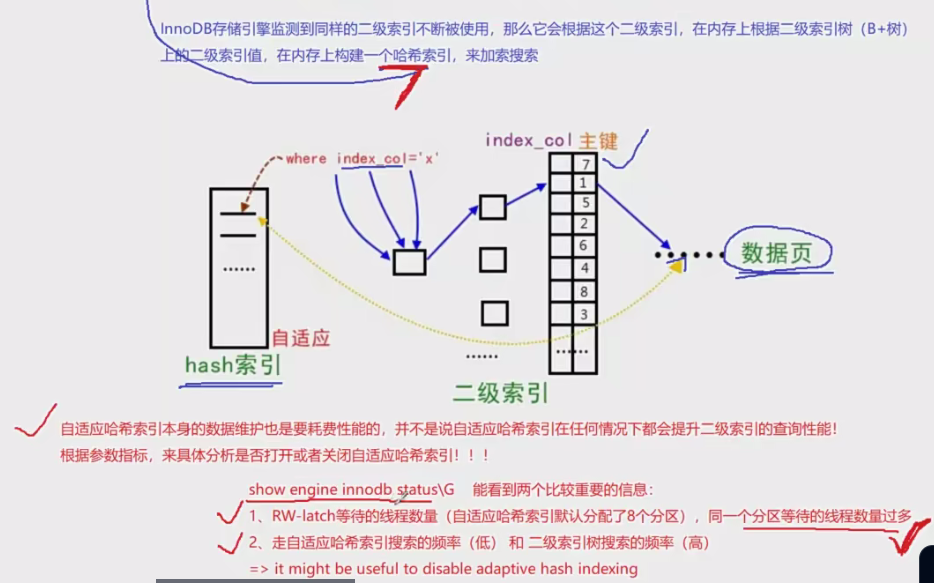 InnoDB存储引擎监测到同样的二级索引不断被使用，那么它会根据这个二级索引，在内存上根据二级索引树（B+树）
上的二级索引值，在内存上构建一个哈希索引，来加索搜索
index_col 主键
where index_col='x'
7
1
5
2
6
4
8
3
......
......
......
数据页
自适应
hash索引
......
二级索引
自适应哈希索引本身的数据维护也是要耗费性能的，并不是说自适应哈希索引在任何情况下都会提升二级索引的查询性能！
根据参数指标，来具体分析是否打开或者关闭自适应哈希索引！！！
show engine innodb status\G 能看到两个比较重要的信息：
1、RW-latch等待的线程数量（自适应哈希索引默认分配了8个分区），同一个分区等待的线程数量过多
2、走自适应哈希索引搜索的频率（低）和 二级索引树搜索的频率（高）
=> it might be useful to disable adaptive hash indexing